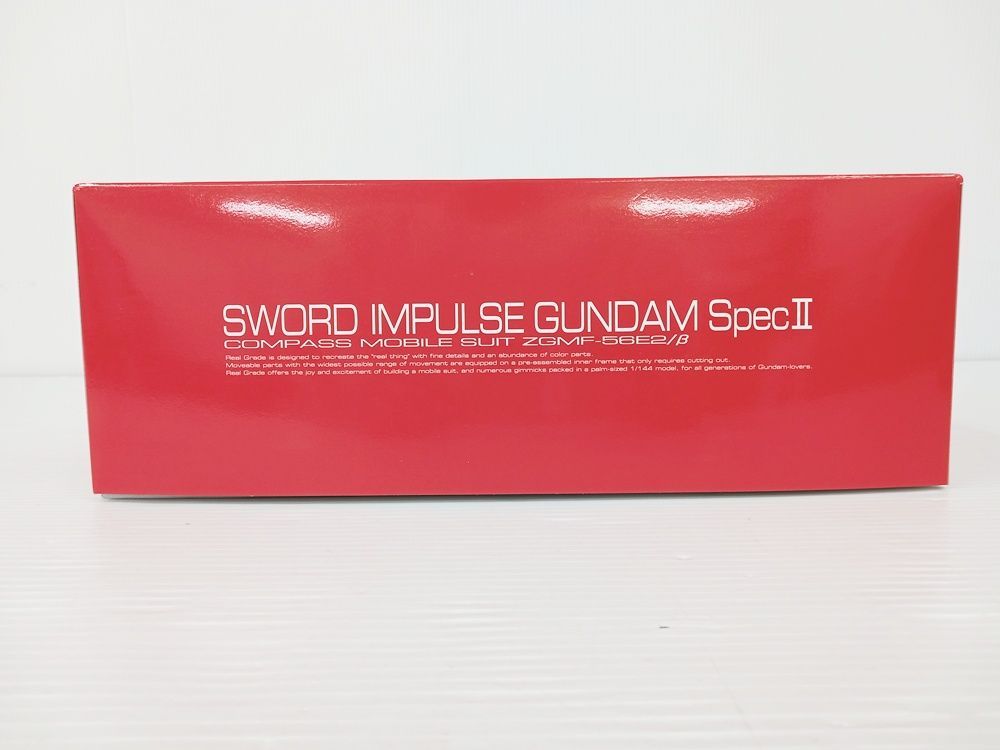 SWORD IMPULSE GUNDAM SpecⅡ
COMPASS MOBILE SUIT ZGMF-56E2/β
Real Grade is designed to recreate the "real thing" with fine details and an abundance of color parts.
Moveable parts with the widest possible range of movement are equipped on a pre-assembled inner frame that only requires cutting out.
Real Grade offers the joy and excitement of building a mobile suit, and numerous gimmicks packed in a palm-sized 1/144 model, for all generations of Gundam-lovers.